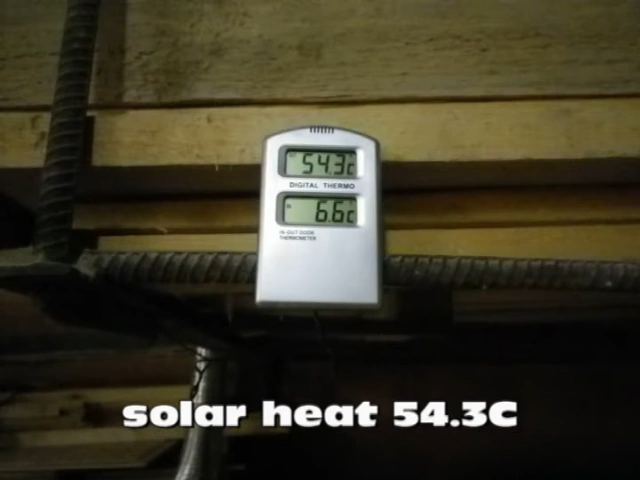 54.3C
DIGITAL THERMO
6.6C
IN-OUT DOOR
THERMOMETER
solar heat 54.3C